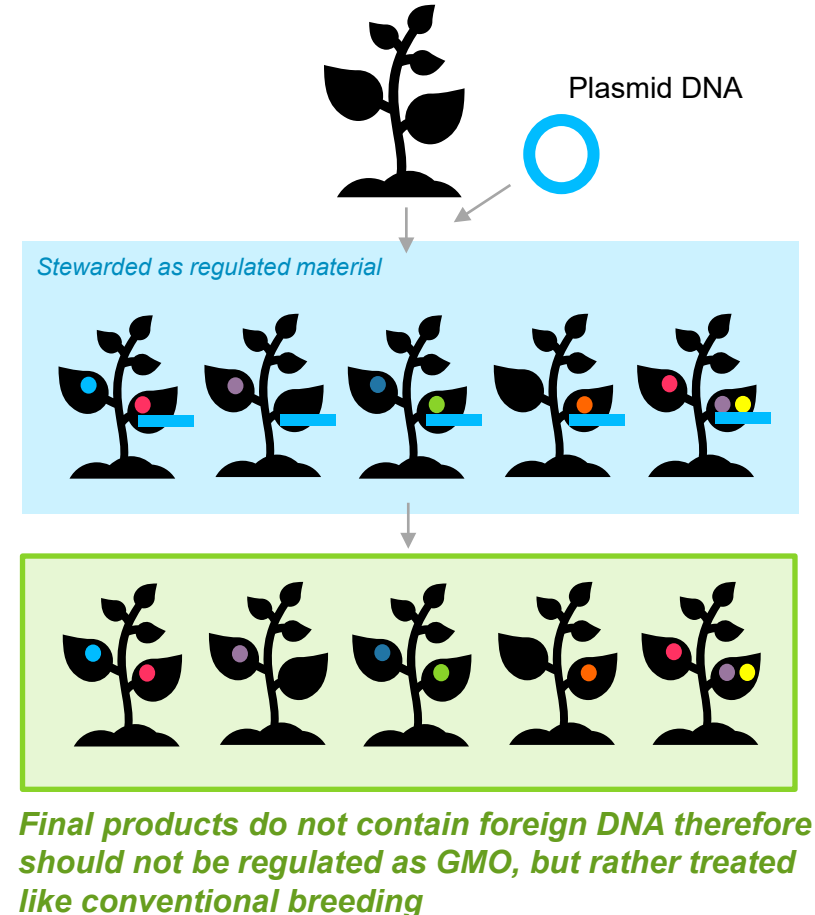 Plasmid DNA
Stewarded as regulated material
Final products do not contain foreign DNA therefore
should not be regulated as GMO, but rather treated
like conventional breeding